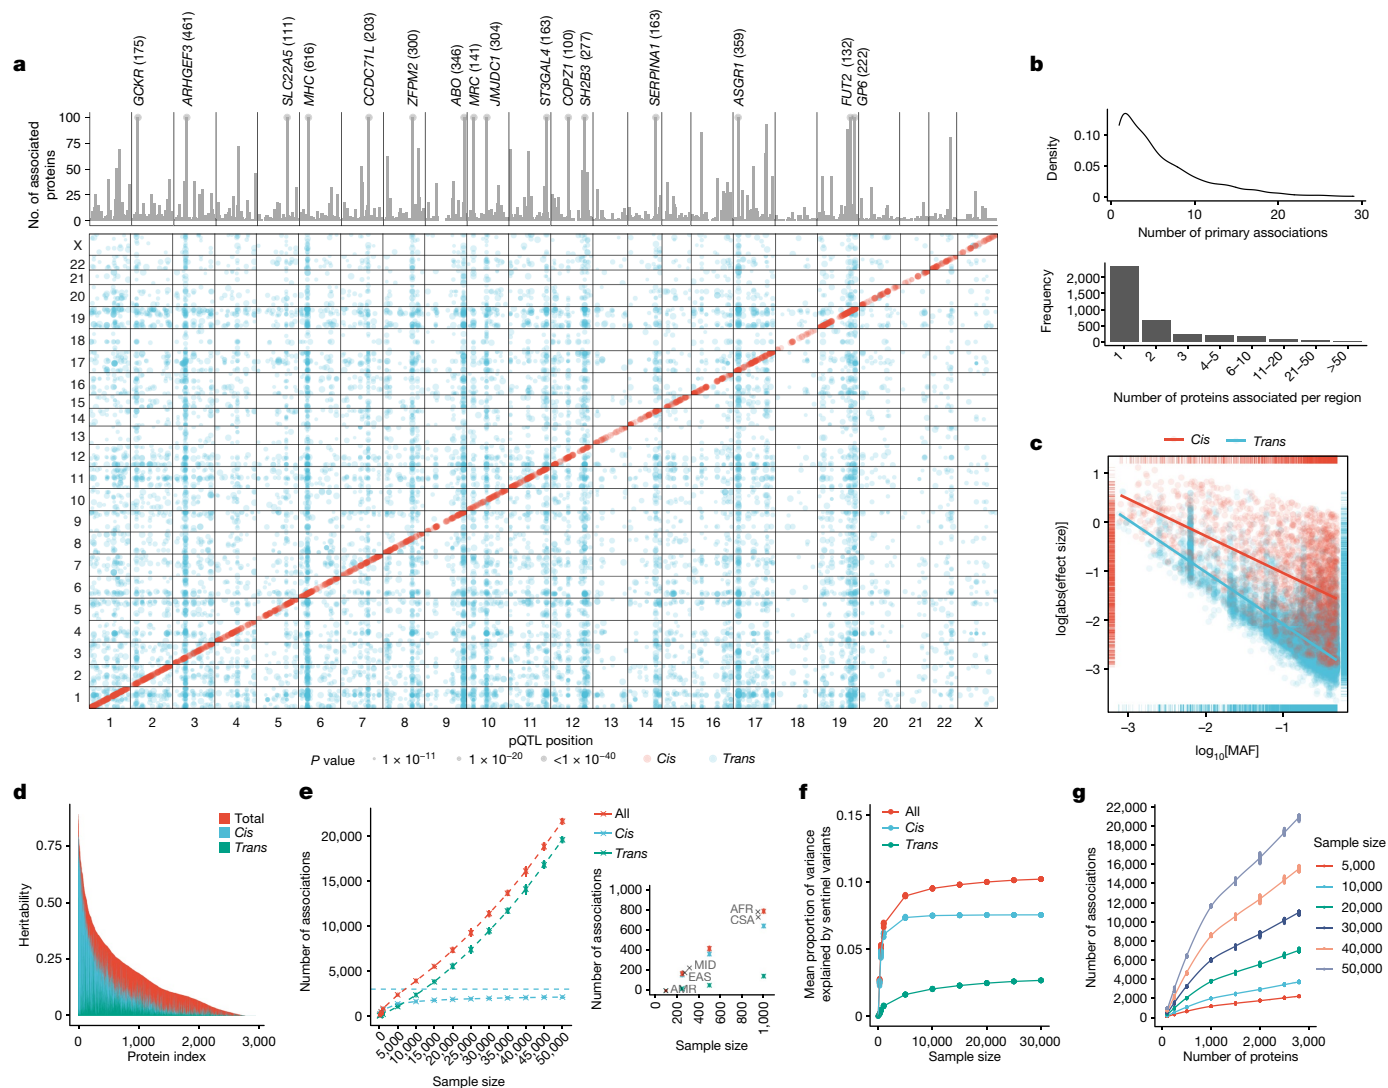 a
GCKR (175)
ARHGEF3 (461)
SLC22A5 (111)
MHC (616)
CCDC71L (203)
ZFPM2 (300)
ABO (346)
MRC (141)
JMJDC1 (304)
ST3GAL4 (163)
COPZ1 (100)
SH2B3 (277)
SERPINA1 (163)
ASGR1 (359)
FUT2 (132)
GP6 (222)
No. of associated
proteins
100
75
50
25
0
X
22
21
20
19
18
17
16
15
14
13
12
11
10
9
8
7
6
5
4
3
2
1
1 2 3 4 5 6 7 8 9 10 11 12 13 14 15 16 17 18 19 20 21 22 X
pQTL position
P value 1 × 10⁻¹¹ 1 × 10⁻²⁰ <1 × 10⁻⁴⁰ Cis Trans
b
Density
0.10
0.05
0
0 10 20 30
Number of primary associations
Frequency
2,000
1,500
1,000
500
0
1 2 3 4–5 6–10 11–20 21–50 >50
Number of proteins associated per region
c
Cis Trans
log[abs(effect size)]
1
0
−1
−2
−3
−3 −2 −1
log₁₀[MAF]
d
Total
Cis
Trans
Heritability
0.75
0.25
0
0 1,000 2,000 3,000
Protein index
e
All
Cis
Trans
Number of associations
20,000
15,000
10,000
5,000
0
0 5,000 10,000 15,000 20,000 25,000 30,000 35,000 40,000 45,000 50,000
Sample size
Number of associations
1,000
800
600
400
200
0
AFR
CSA
MID
EAS
AMR
0 200 400 600 800 1,000
Sample size
f
All
Cis
Trans
Mean proportion of variance
explained by sentinel variants
0.15
0.10
0.05
0
0 10,000 20,000 30,000
Sample size
g
Number of associations
22,000
20,000
18,000
16,000
14,000
12,000
10,000
8,000
6,000
4,000
2,000
0
0 1,000 2,000 3,000
Number of proteins
Sample size
5,000
10,000
20,000
30,000
40,000
50,000